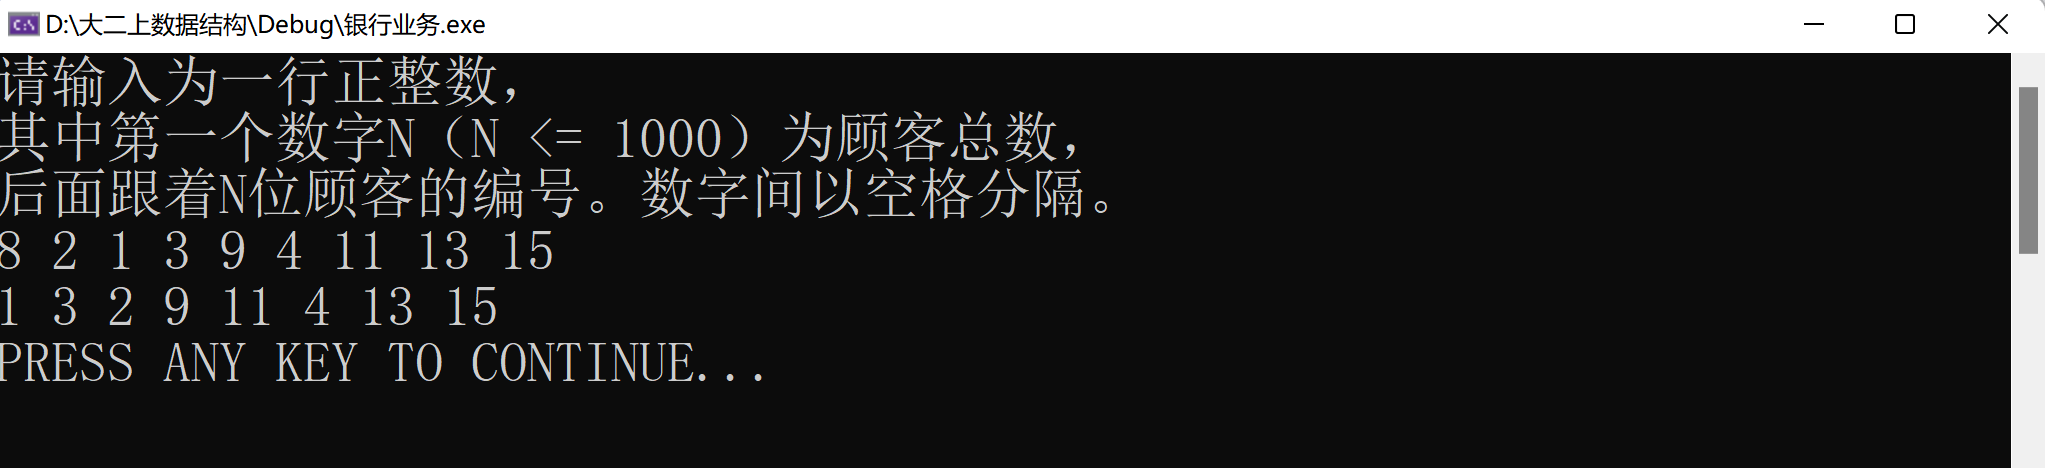 D:\大二上数据结构\Debug\银行业务.exe
请输入为一行正整数，
其中第一个数字N（N <= 1000）为顾客总数，
后面跟着N位顾客的编号。数字间以空格分隔。
8 2 1 3 9 4 11 13 15
1 3 2 9 11 4 13 15
PRESS ANY KEY TO CONTINUE...